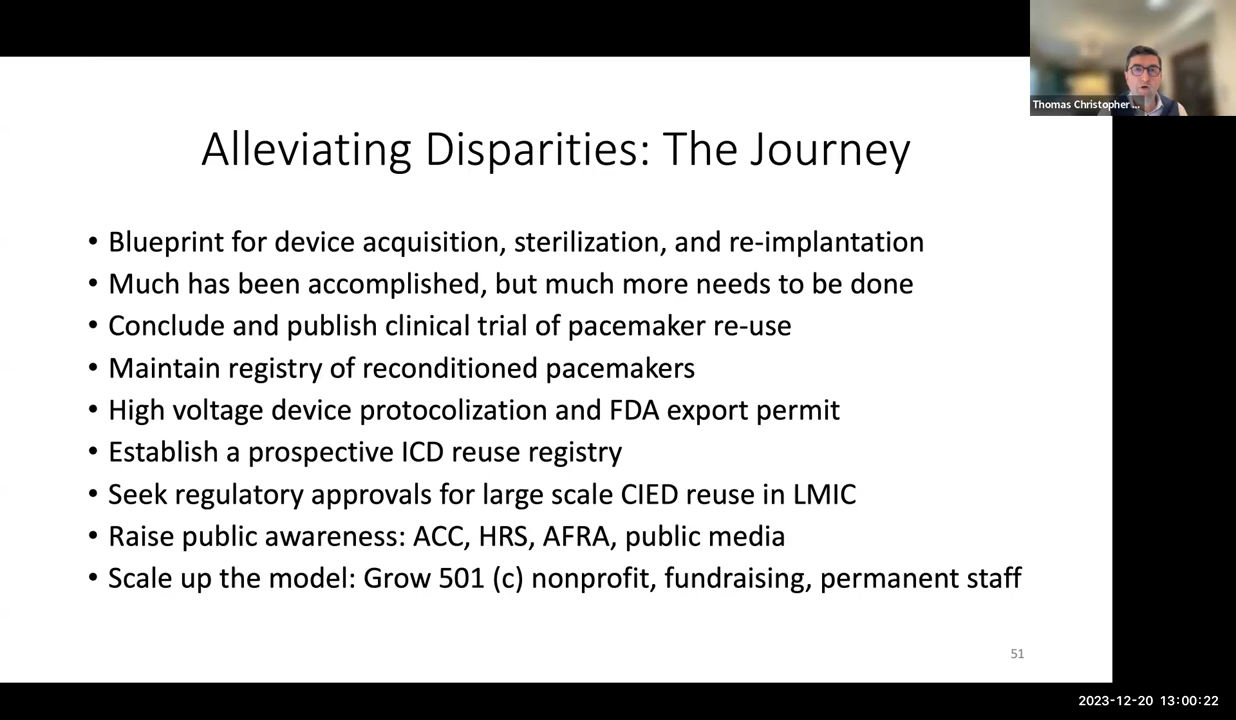 Thomas Christopher ...
Alleviating Disparities: The Journey
• Blueprint for device acquisition, sterilization, and re-implantation
• Much has been accomplished, but much more needs to be done
• Conclude and publish clinical trial of pacemaker re-use
• Maintain registry of reconditioned pacemakers
• High voltage device protocolization and FDA export permit
• Establish a prospective ICD reuse registry
• Seek regulatory approvals for large scale CIED reuse in LMIC
• Raise public awareness: ACC, HRS, AFRA, public media
• Scale up the model: Grow 501 (c) nonprofit, fundraising, permanent staff
51
2023-12-20 13:00:22